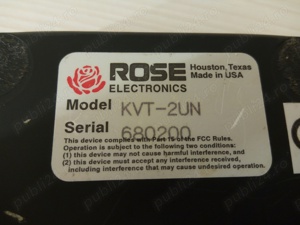 ROSE
ELECTRONICS
Houston, Texas
Made in USA
Model KVT-2UN
Serial 680200
This device complies with Part 15 of the FCC Rules.
Operation is subject to the following two conditions:
(1) this device may not cause harmful interference, and
(2) this device must accept any interference received,
including interference that may cause undesired
operation.